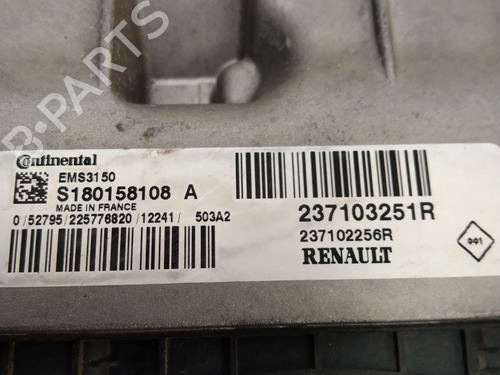 B-PARTS
Continental
EMS3150
S180158108 A
MADE IN FRANCE
0/52795/225776820/12241/ 503A2
237103251R
237102256R
RENAULT
001